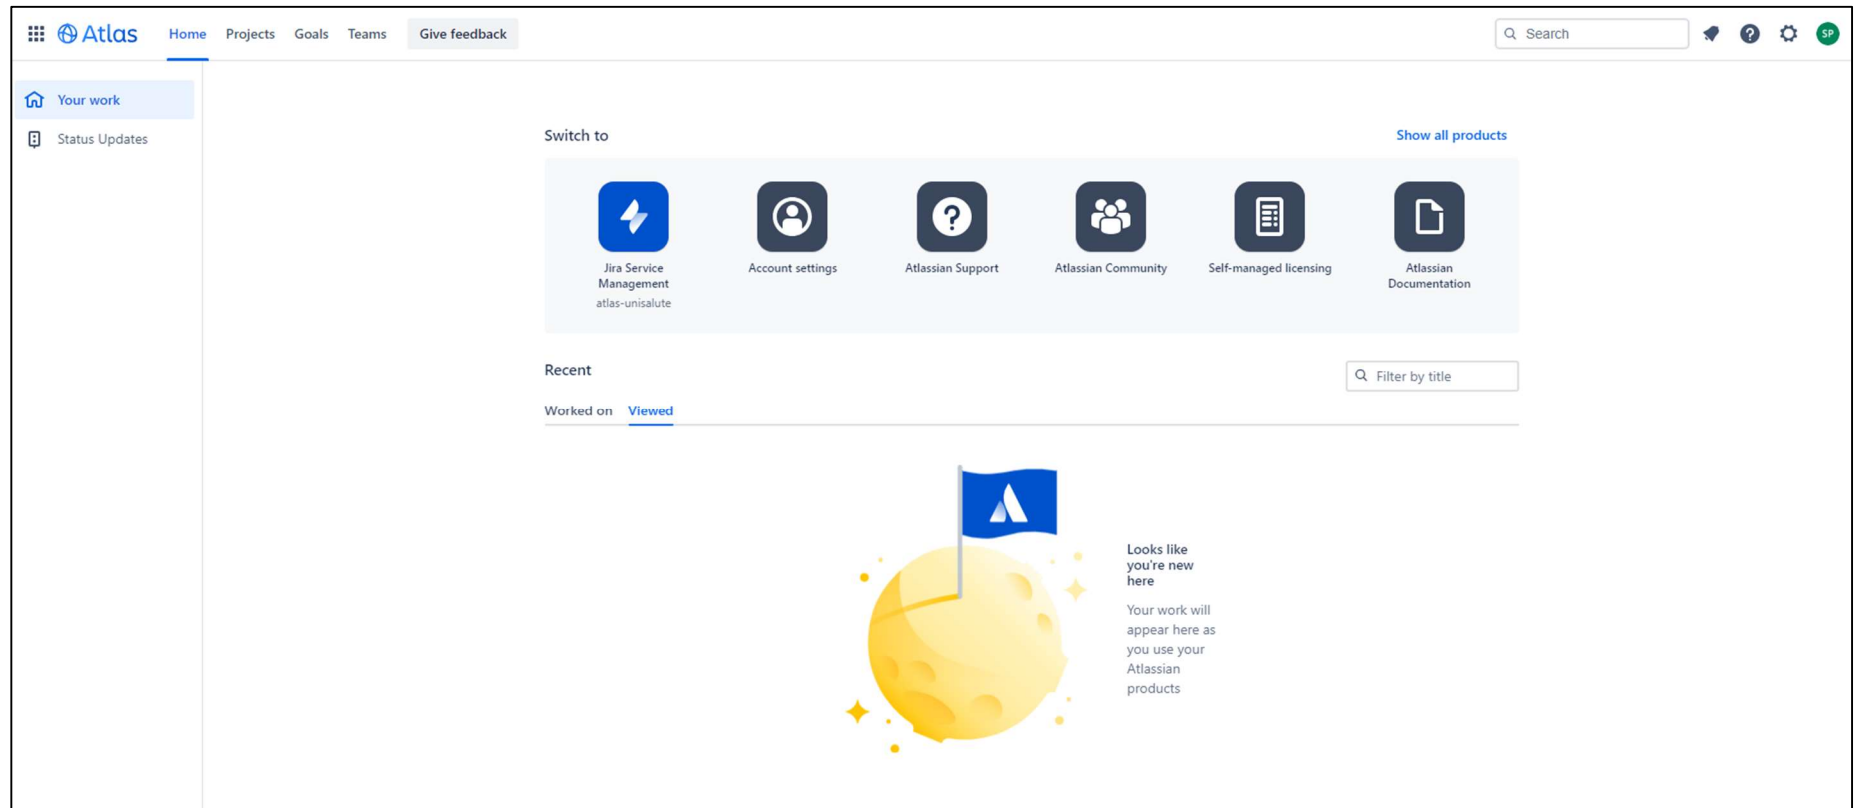 Atlas Home Projects Goals Teams Give feedback Search SP
Your work
Status Updates
Switch to Show all products
Jira Service
Management
atlas-unisalute
Account settings
Atlassian Support
Atlassian Community
Self-managed licensing
Atlassian
Documentation
Recent
Filter by title
Worked on Viewed
Looks like
you're new
here
Your work will
appear here as
you use your
Atlassian
products